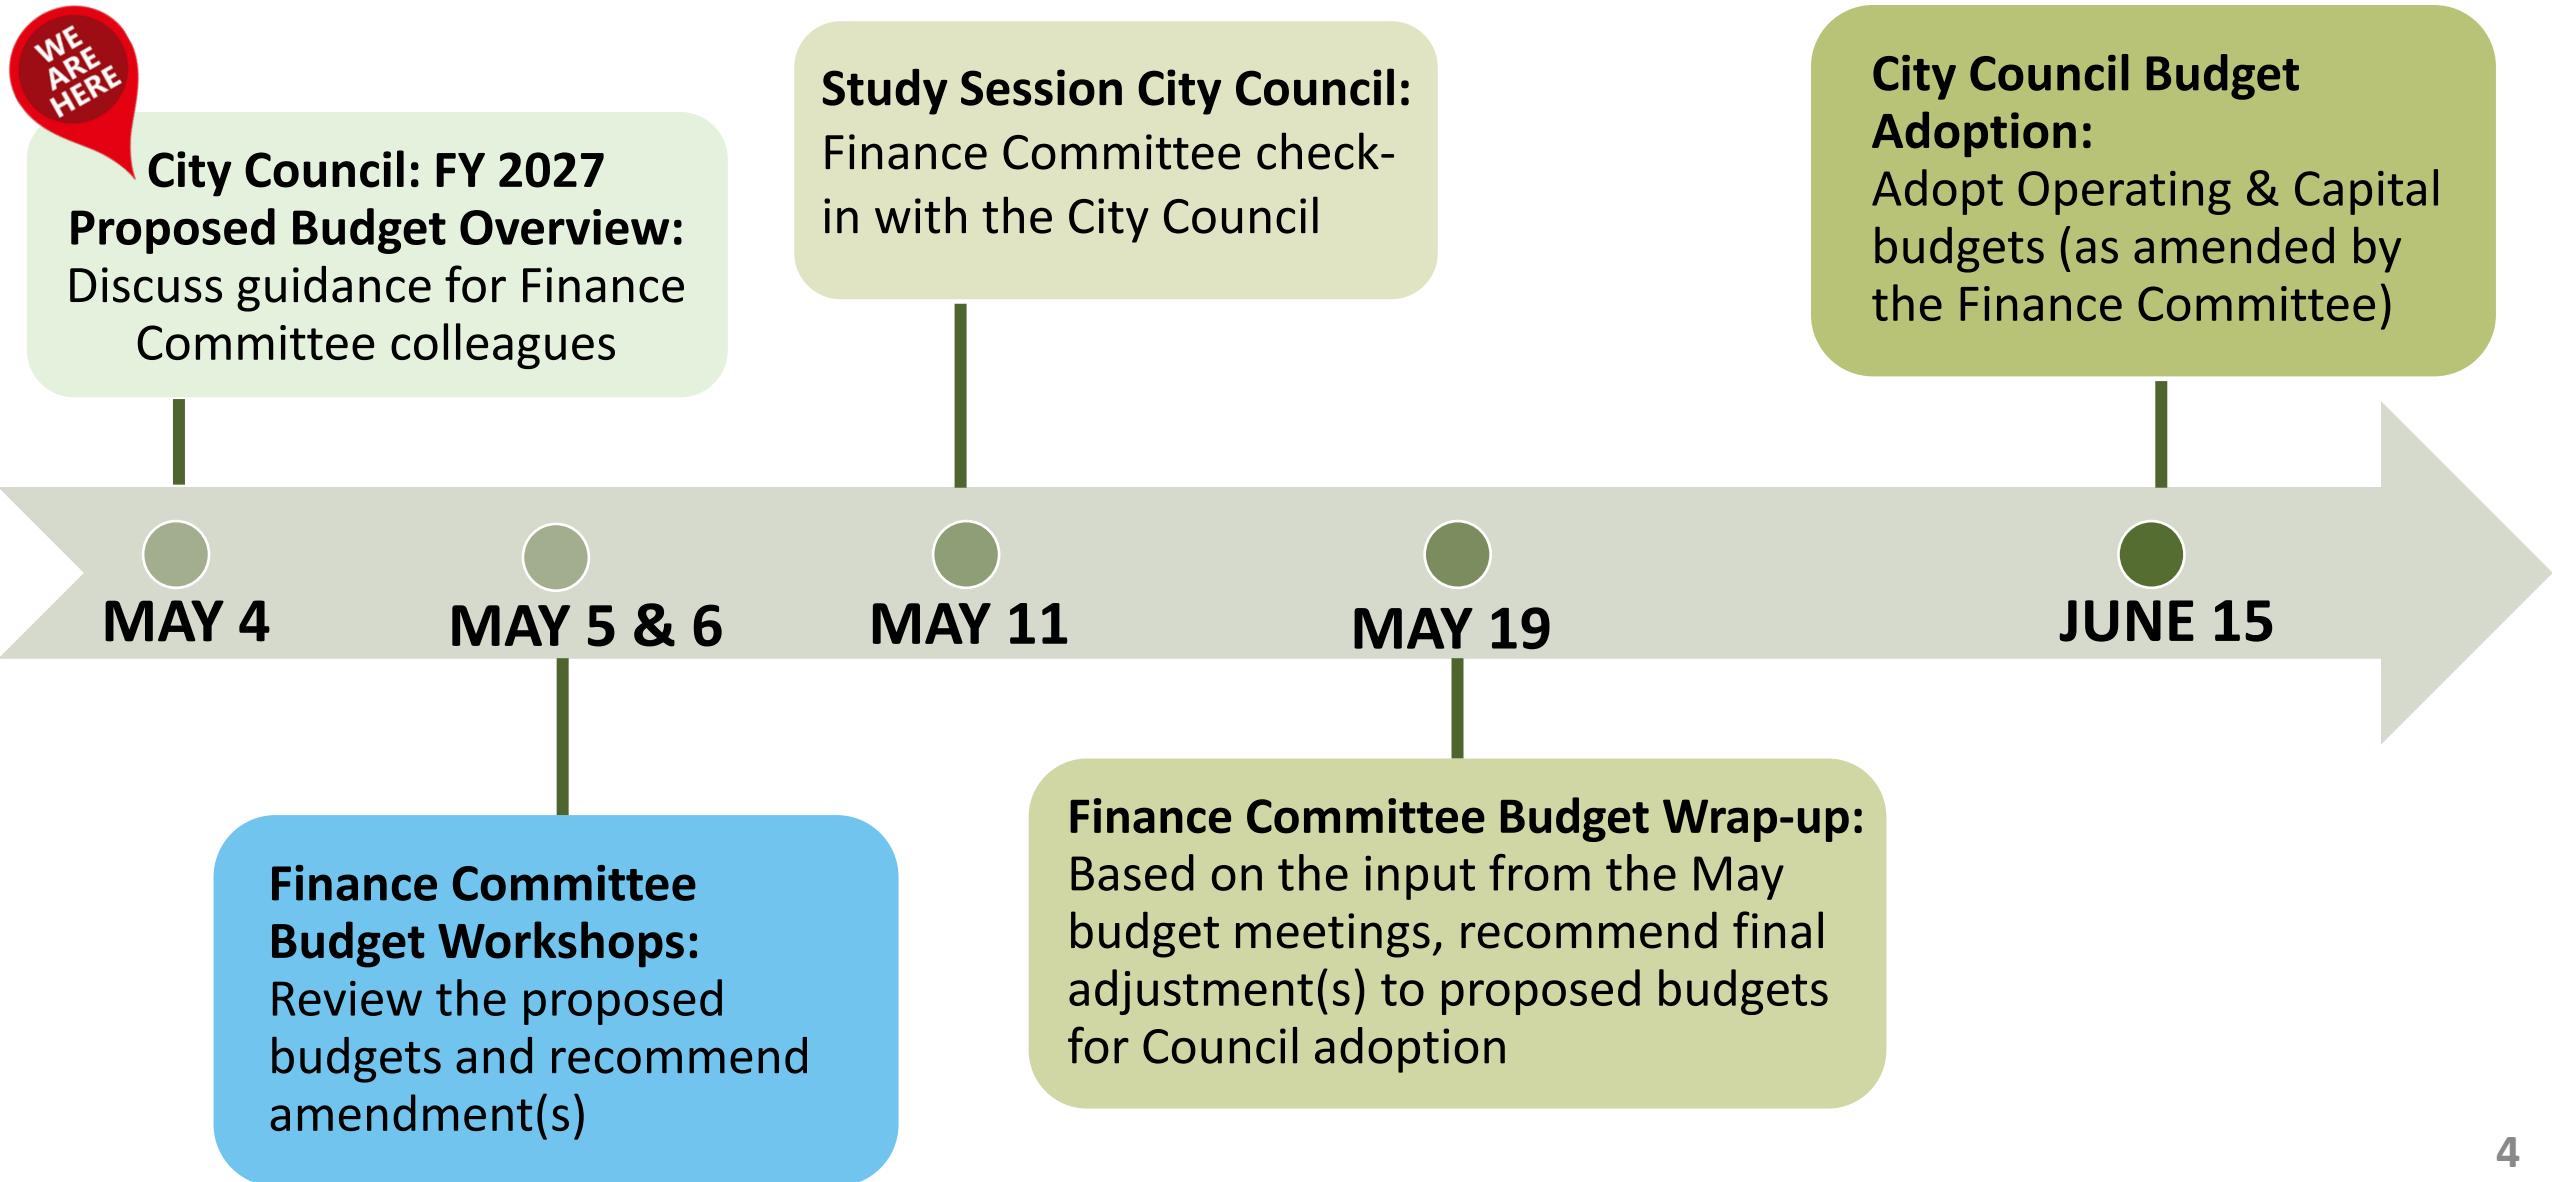 WE
ARE
HERE
City Council: FY 2027
Proposed Budget Overview:
Discuss guidance for Finance
Committee colleagues
Study Session City Council:
Finance Committee check-
in with the City Council
City Council Budget
Adoption:
Adopt Operating & Capital
budgets (as amended by
the Finance Committee)
MAY 4
MAY 5 & 6
MAY 11
MAY 19
JUNE 15
Finance Committee
Budget Workshops:
Review the proposed
budgets and recommend
amendment(s)
Finance Committee Budget Wrap-up:
Based on the input from the May
budget meetings, recommend final
adjustment(s) to proposed budgets
for Council adoption
4